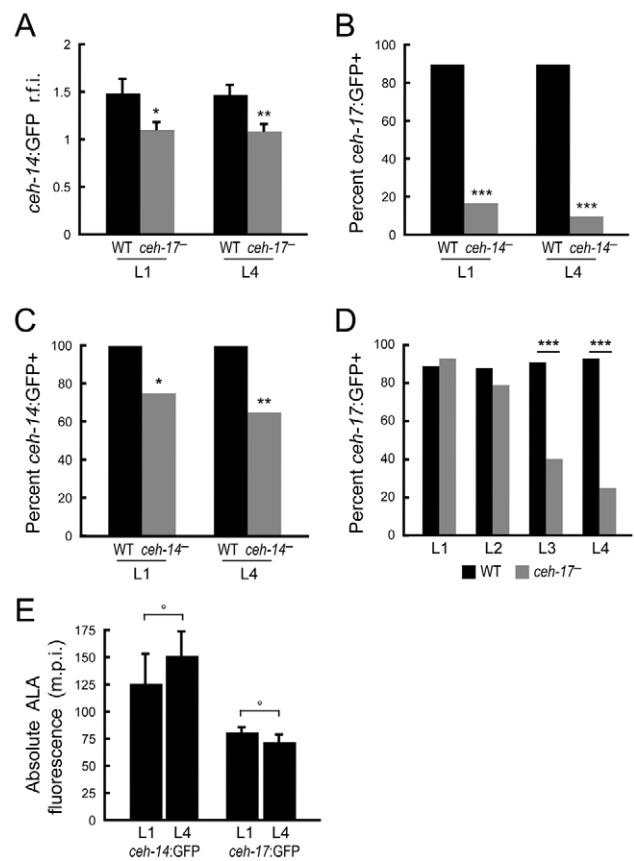 A
ceh-14:GFP r.f.i.
2
1.5
1
0.5
0
*
**
WT ceh-17– WT ceh-17–
L1 L4
B
Percent ceh-17:GFP+
100
80
60
40
20
0
***
***
WT ceh-14– WT ceh-14–
L1 L4
C
Percent ceh-14:GFP+
100
80
60
40
20
0
*
**
WT ceh-14– WT ceh-14–
L1 L4
D
Percent ceh-17:GFP+
100
80
60
40
20
0
*** ***
L1 L2 L3 L4
WT ceh-17–
E
Absolute ALA
fluorescence (m.p.i.)
175
150
125
100
75
50
25
0
°
°
L1 L4 L1 L4
ceh-14:GFP ceh-17:GFP